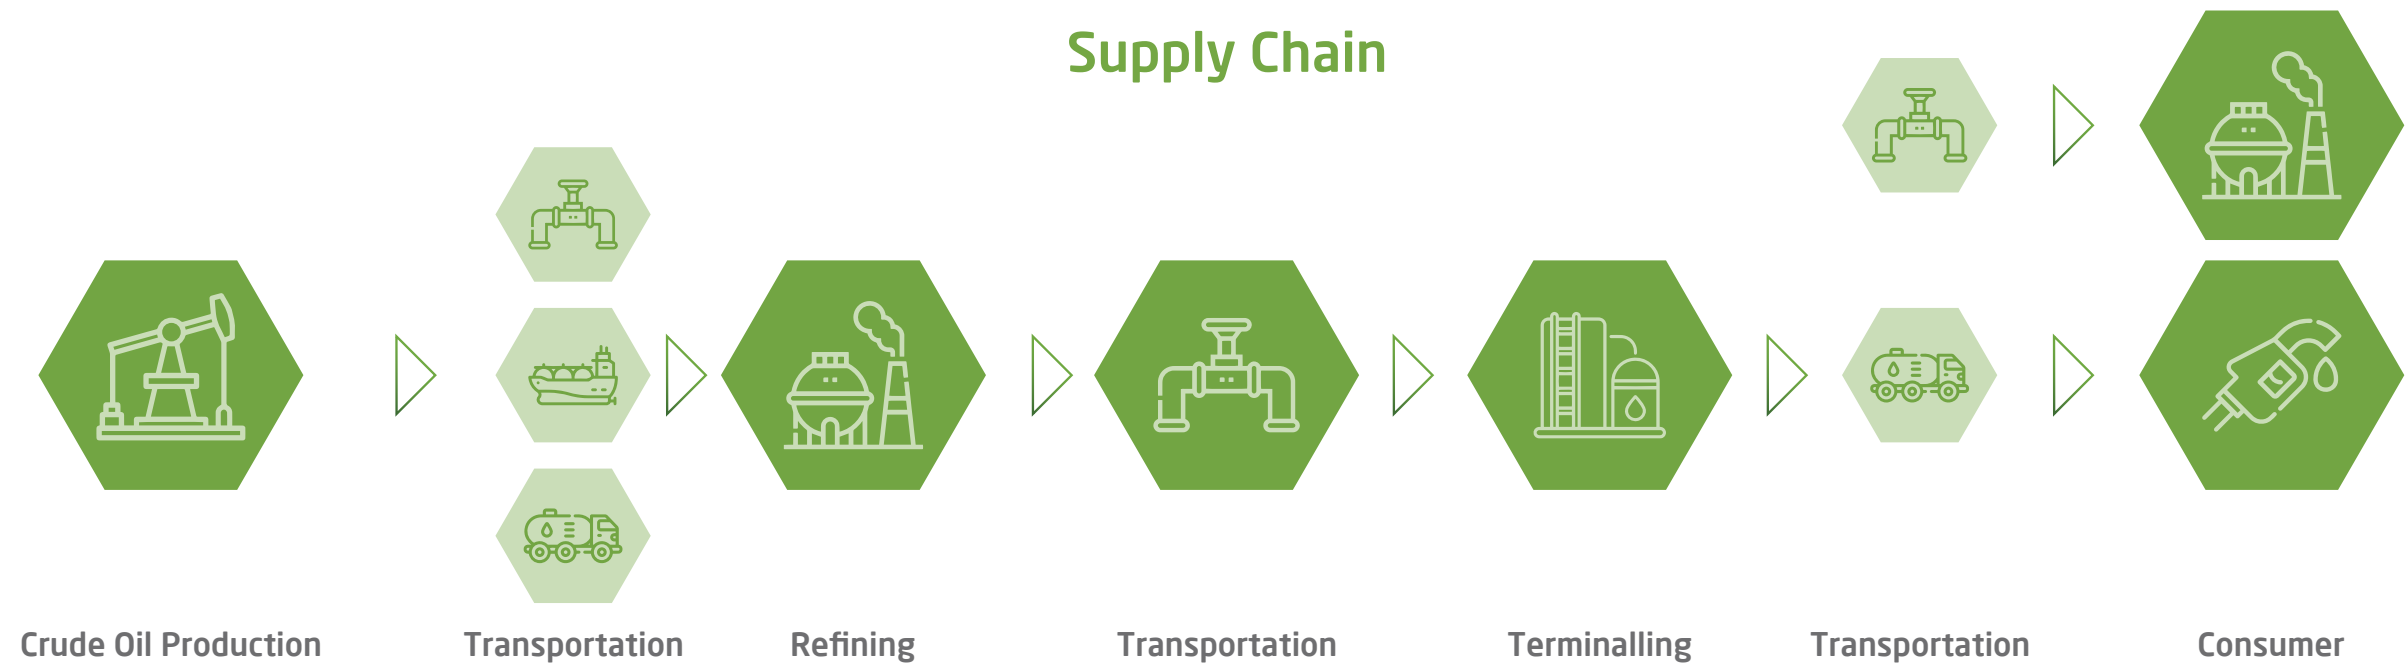 Supply Chain
Crude Oil Production
Transportation
Refining
Transportation
Terminalling
Transportation
Consumer